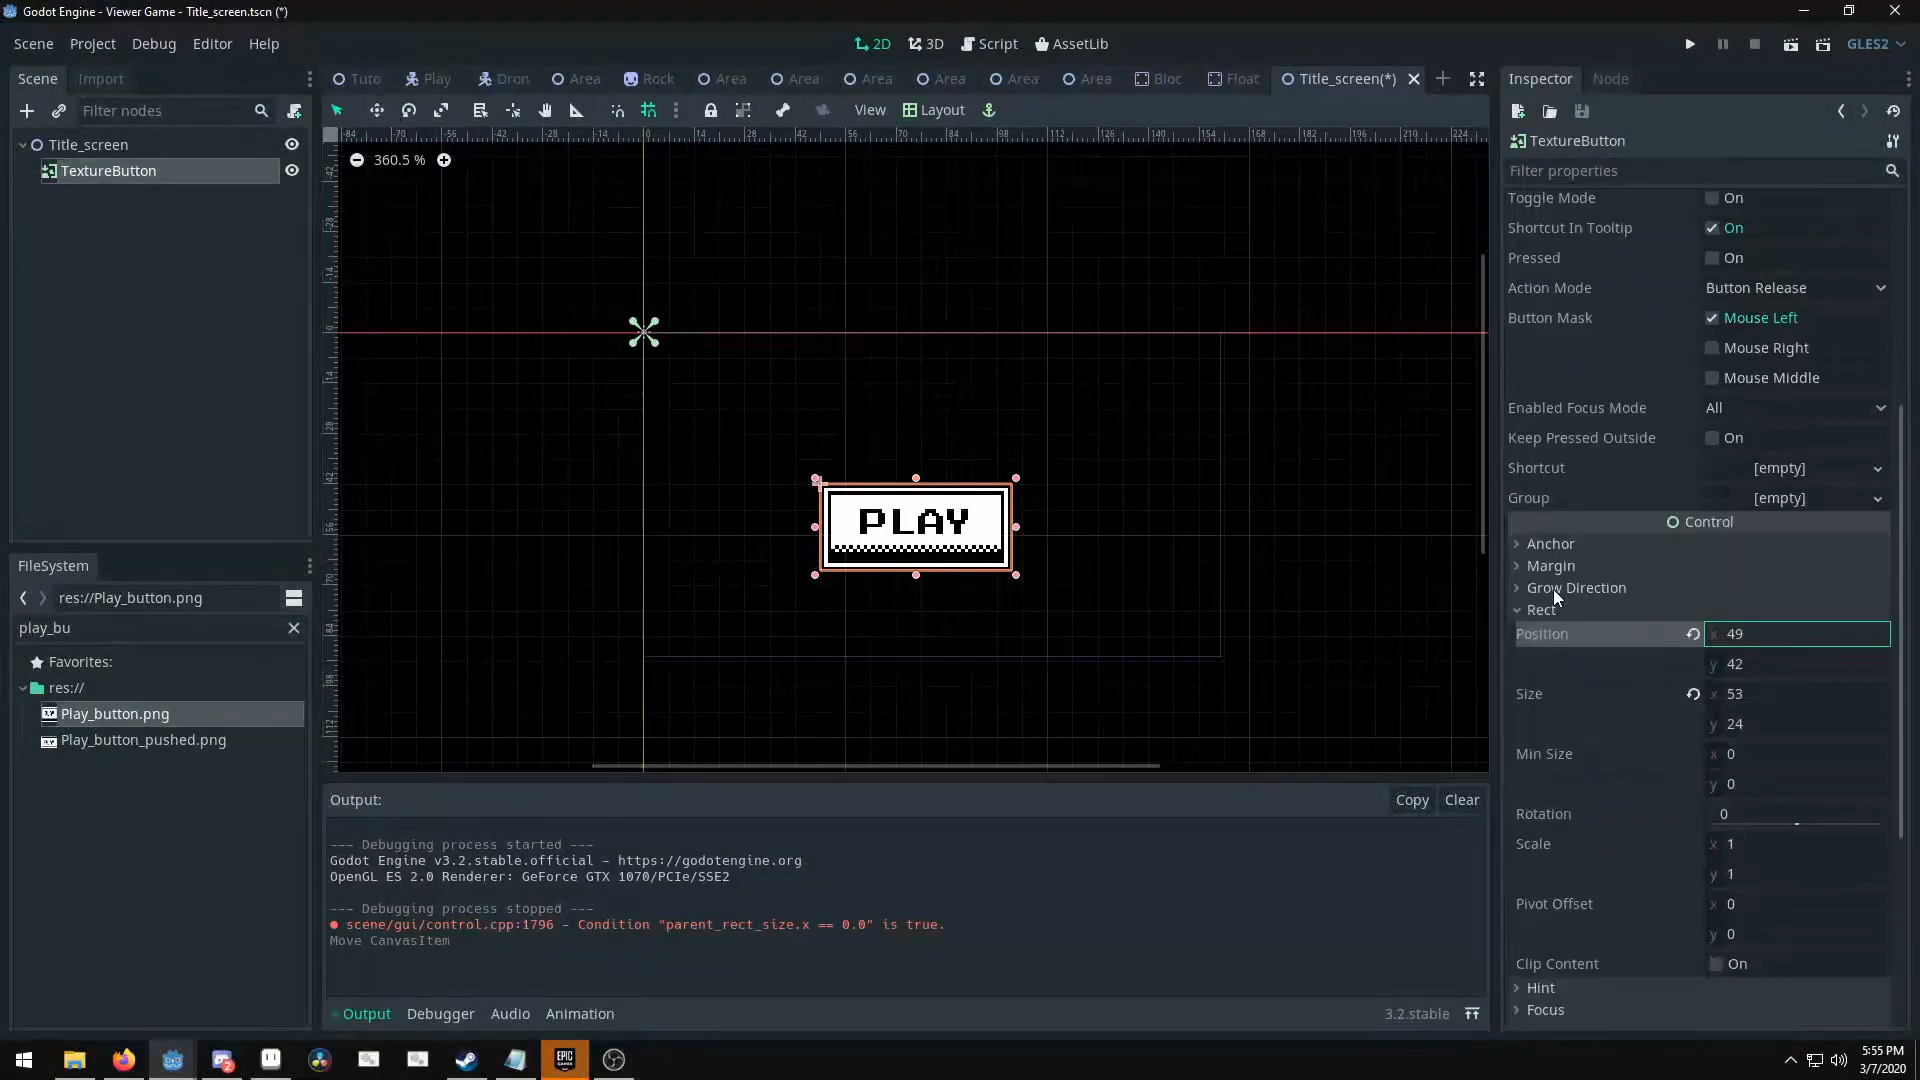 Godot Engine - Viewer Game - Title_screen.tscn (*)
Scene Project Debug Editor Help
2D 3D Script AssetLib
GLES2
Scene Import
Tuto Play Dron Area Rock Area Area Area Area Area Area Bloc Float Title_screen(*)
Inspector Node
Filter nodes
View Layout
Title_screen
TextureButton
360.5 %
PLAY
FileSystem
res://Play_button.png
play_bu
Favorites:
res://
Play_button.png
Play_button_pushed.png
Output:
Copy Clear
--- Debugging process started ---
Godot Engine v3.2.stable.official - https://godotengine.org
OpenGL ES 2.0 Renderer: GeForce GTX 1070/PCIe/SSE2
--- Debugging process stopped ---
scene/gui/control.cpp:1796 - Condition "parent_rect_size.x == 0.0" is true.
Move CanvasItem
Output Debugger Audio Animation
3.2.stable
TextureButton
Filter properties
Toggle Mode On
Shortcut In Tooltip On
Pressed On
Action Mode Button Release
Button Mask Mouse Left
Mouse Right
Mouse Middle
Enabled Focus Mode All
Keep Pressed Outside On
Shortcut [empty]
Group [empty]
Control
Anchor
Margin
Grow Direction
Rect
Position x 49
y 42
Size x 53
y 24
Min Size x 0
y 0
Rotation 0
Scale x 1
y 1
Pivot Offset x 0
y 0
Clip Content On
Hint
Focus
EPIC GAMES
5:55 PM
3/7/2020